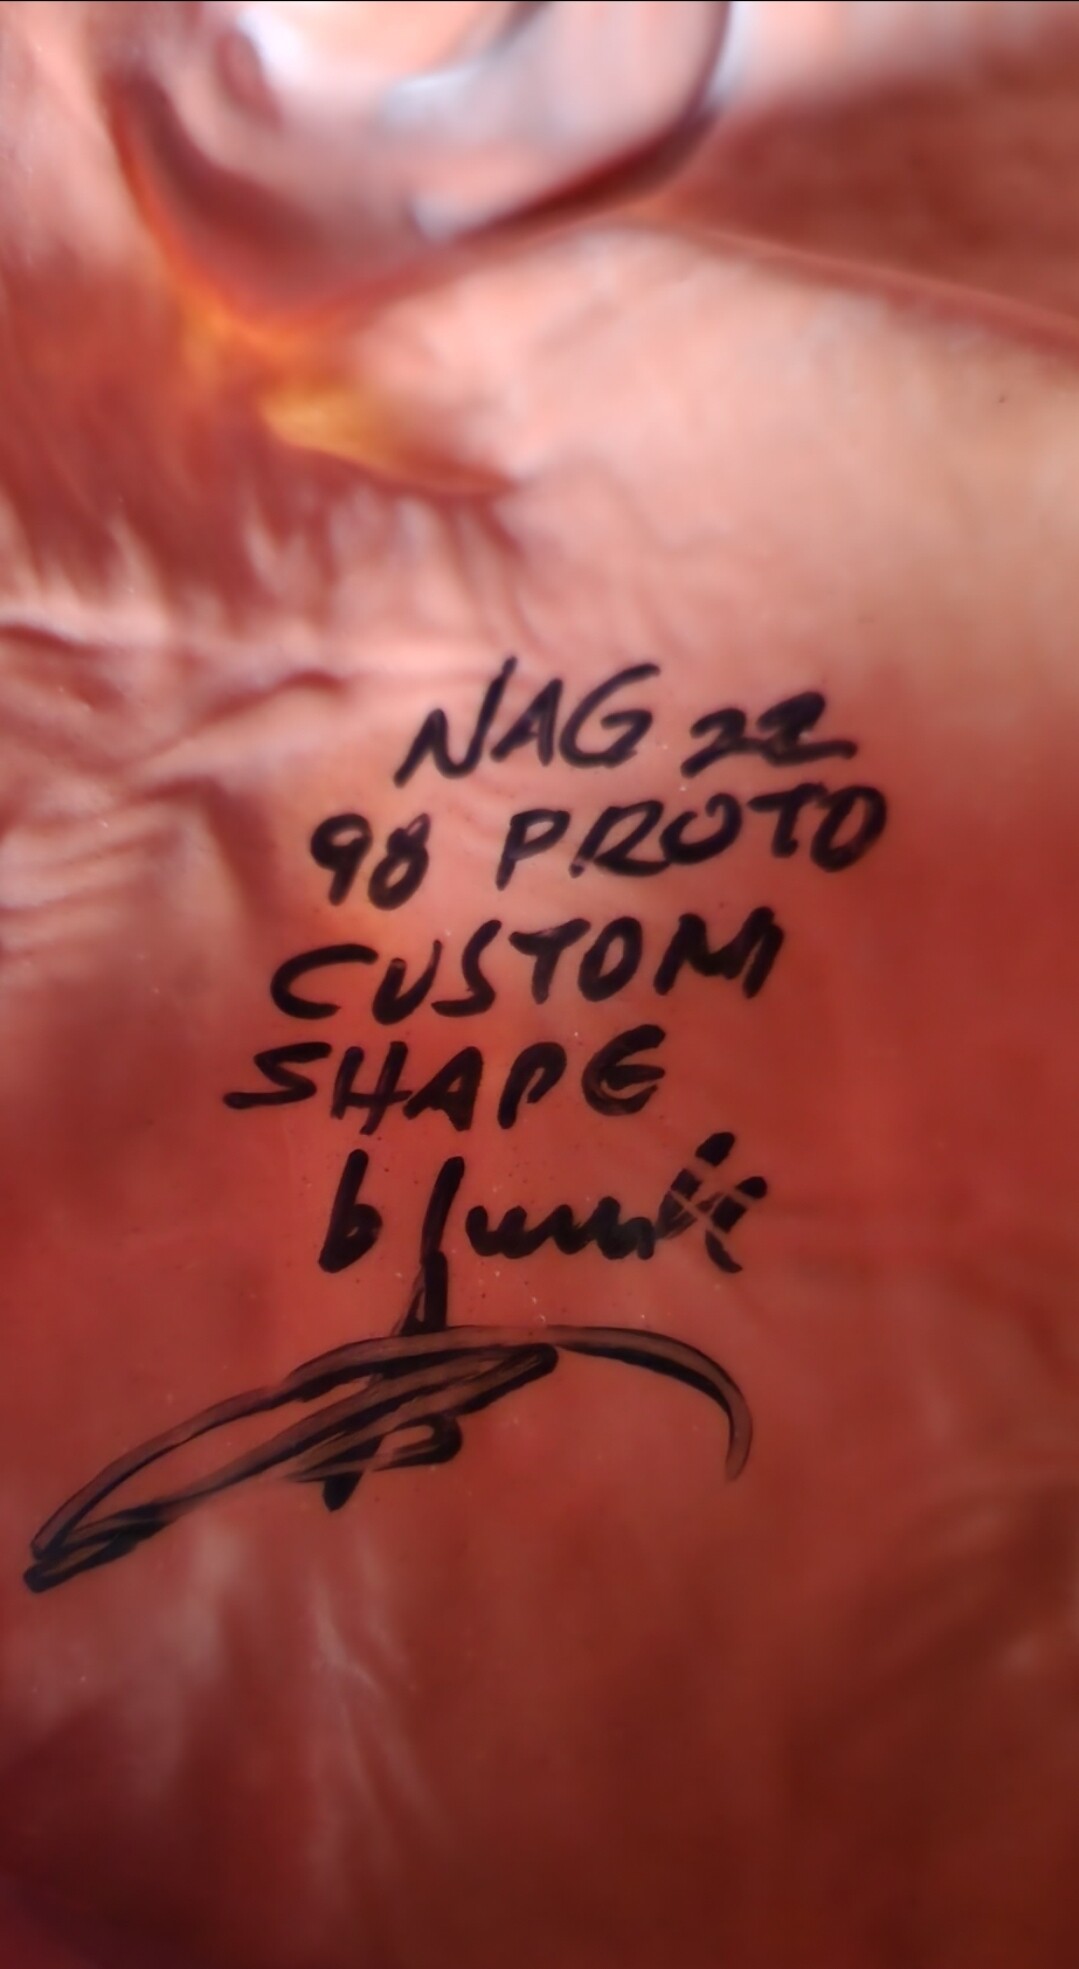 NAG 22
98 PROTO
CUSTOM
SHAPE